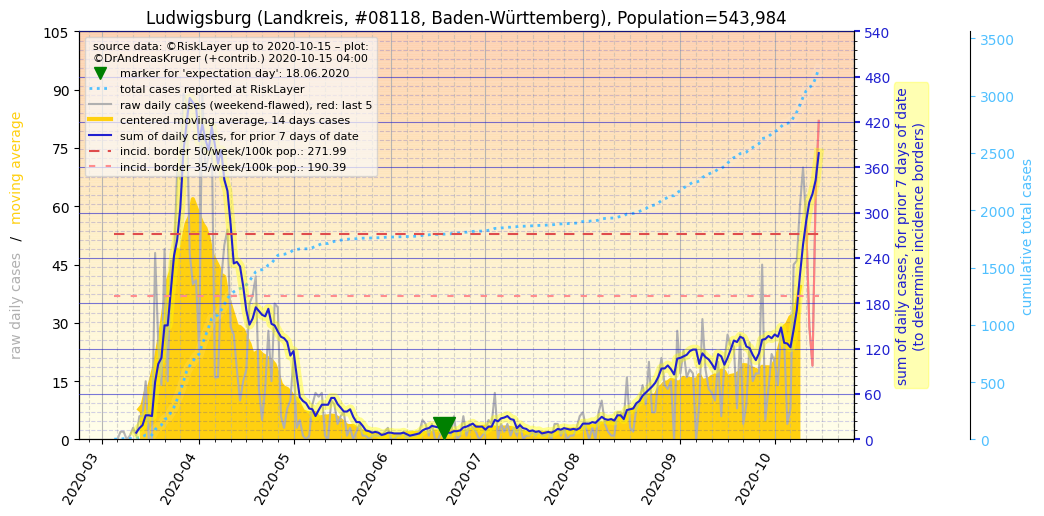 Ludwigsburg (Landkreis, #08118, Baden-Württemberg), Population=543,984
source data: ©RiskLayer up to 2020-10-15 – plot:
©DrAndreasKruger (+contrib.) 2020-10-15 04:00
marker for 'expectation day': 18.06.2020
total cases reported at RiskLayer
raw daily cases (weekend-flawed), red: last 5
centered moving average, 14 days cases
sum of daily cases, for prior 7 days of date
incid. border 50/week/100k pop.: 271.99
incid. border 35/week/100k pop.: 190.39
raw daily cases / moving average
105
90
75
60
45
30
15
0
2020-03
2020-04
2020-05
2020-06
2020-07
2020-08
2020-09
2020-10
540
480
420
360
300
240
180
120
60
0
sum of daily cases, for prior 7 days of date
(to determine incidence borders)
3500
3000
2500
2000
1500
1000
500
0
cumulative total cases